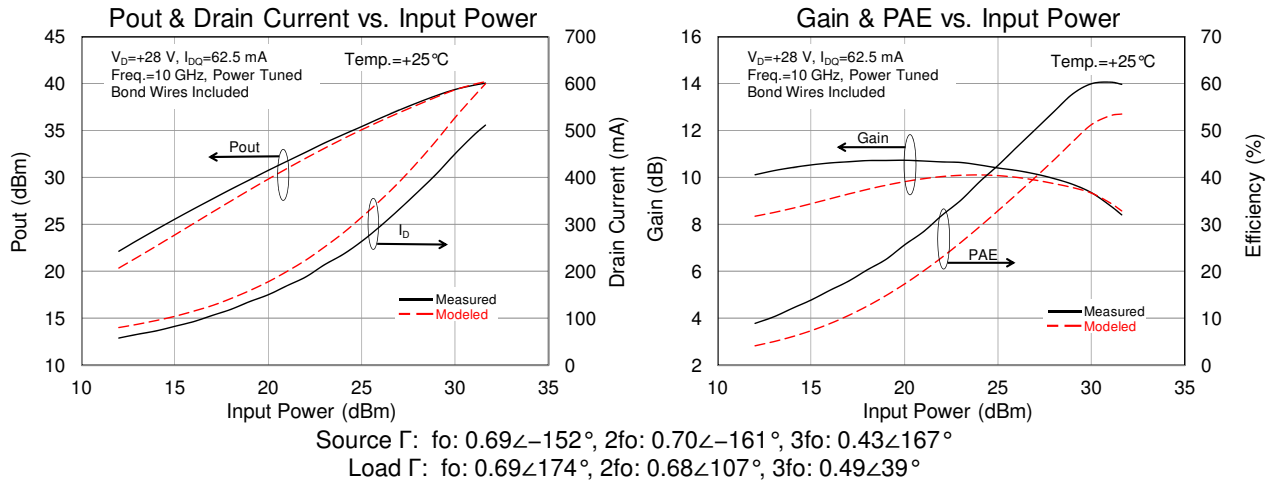 Pout & Drain Current vs. Input Power
45
40
35
30
25
20
15
10
Pout (dBm)
V_D=+28 V, I_DQ=62.5 mA
Freq.=10 GHz, Power Tuned
Bond Wires Included
Temp.=+25°C
Pout
I_D
Measured
Modeled
700
600
500
400
300
200
100
0
Drain Current (mA)
10 15 20 25 30 35
Input Power (dBm)
Gain & PAE vs. Input Power
16
14
12
10
8
6
4
2
Gain (dB)
V_D=+28 V, I_DQ=62.5 mA
Freq.=10 GHz, Power Tuned
Bond Wires Included
Temp.=+25°C
Gain
PAE
Measured
Modeled
70
60
50
40
30
20
10
0
Efficiency (%)
10 15 20 25 30 35
Input Power (dBm)
Source Γ: fo: 0.69∠−152°, 2fo: 0.70∠−161°, 3fo: 0.43∠167°
Load Γ: fo: 0.69∠174°, 2fo: 0.68∠107°, 3fo: 0.49∠39°